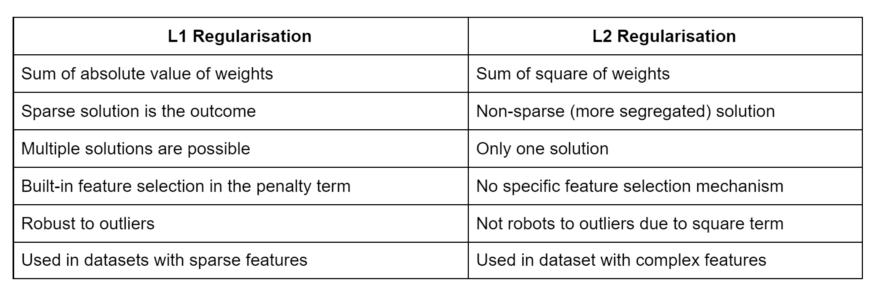 L1 Regularisation
L2 Regularisation
Sum of absolute value of weights
Sum of square of weights
Sparse solution is the outcome
Non-sparse (more segregated) solution
Multiple solutions are possible
Only one solution
Built-in feature selection in the penalty term
No specific feature selection mechanism
Robust to outliers
Not robots to outliers due to square term
Used in datasets with sparse features
Used in dataset with complex features